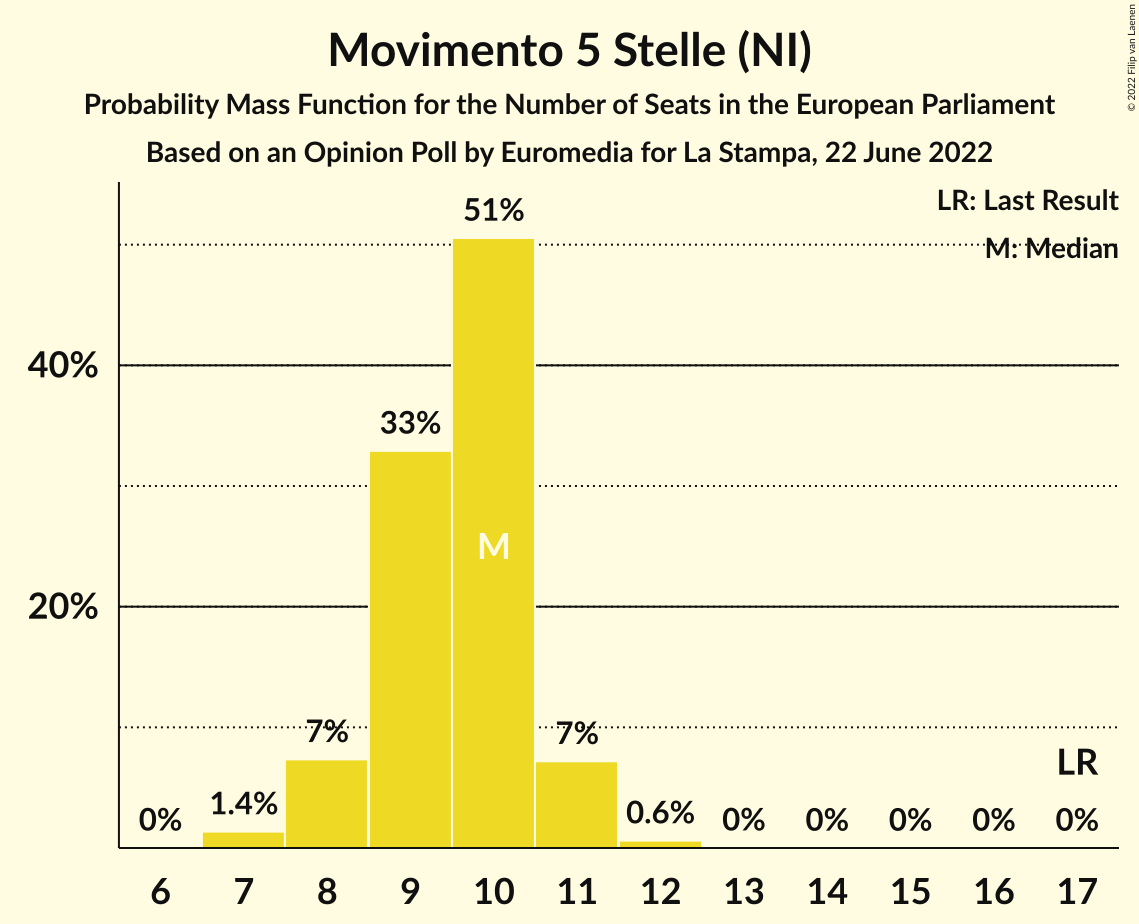 Movimento 5 Stelle (NI)
Probability Mass Function for the Number of Seats in the European Parliament
Based on an Opinion Poll by Euromedia for La Stampa, 22 June 2022
© 2022 Filip van Laenen
LR: Last Result
M: Median
51%
40%
33%
M
20%
7%
7%
LR
0%
1.4%
0.6%
0%
0%
0%
0%
0%
6 7 8 9 10 11 12 13 14 15 16 17